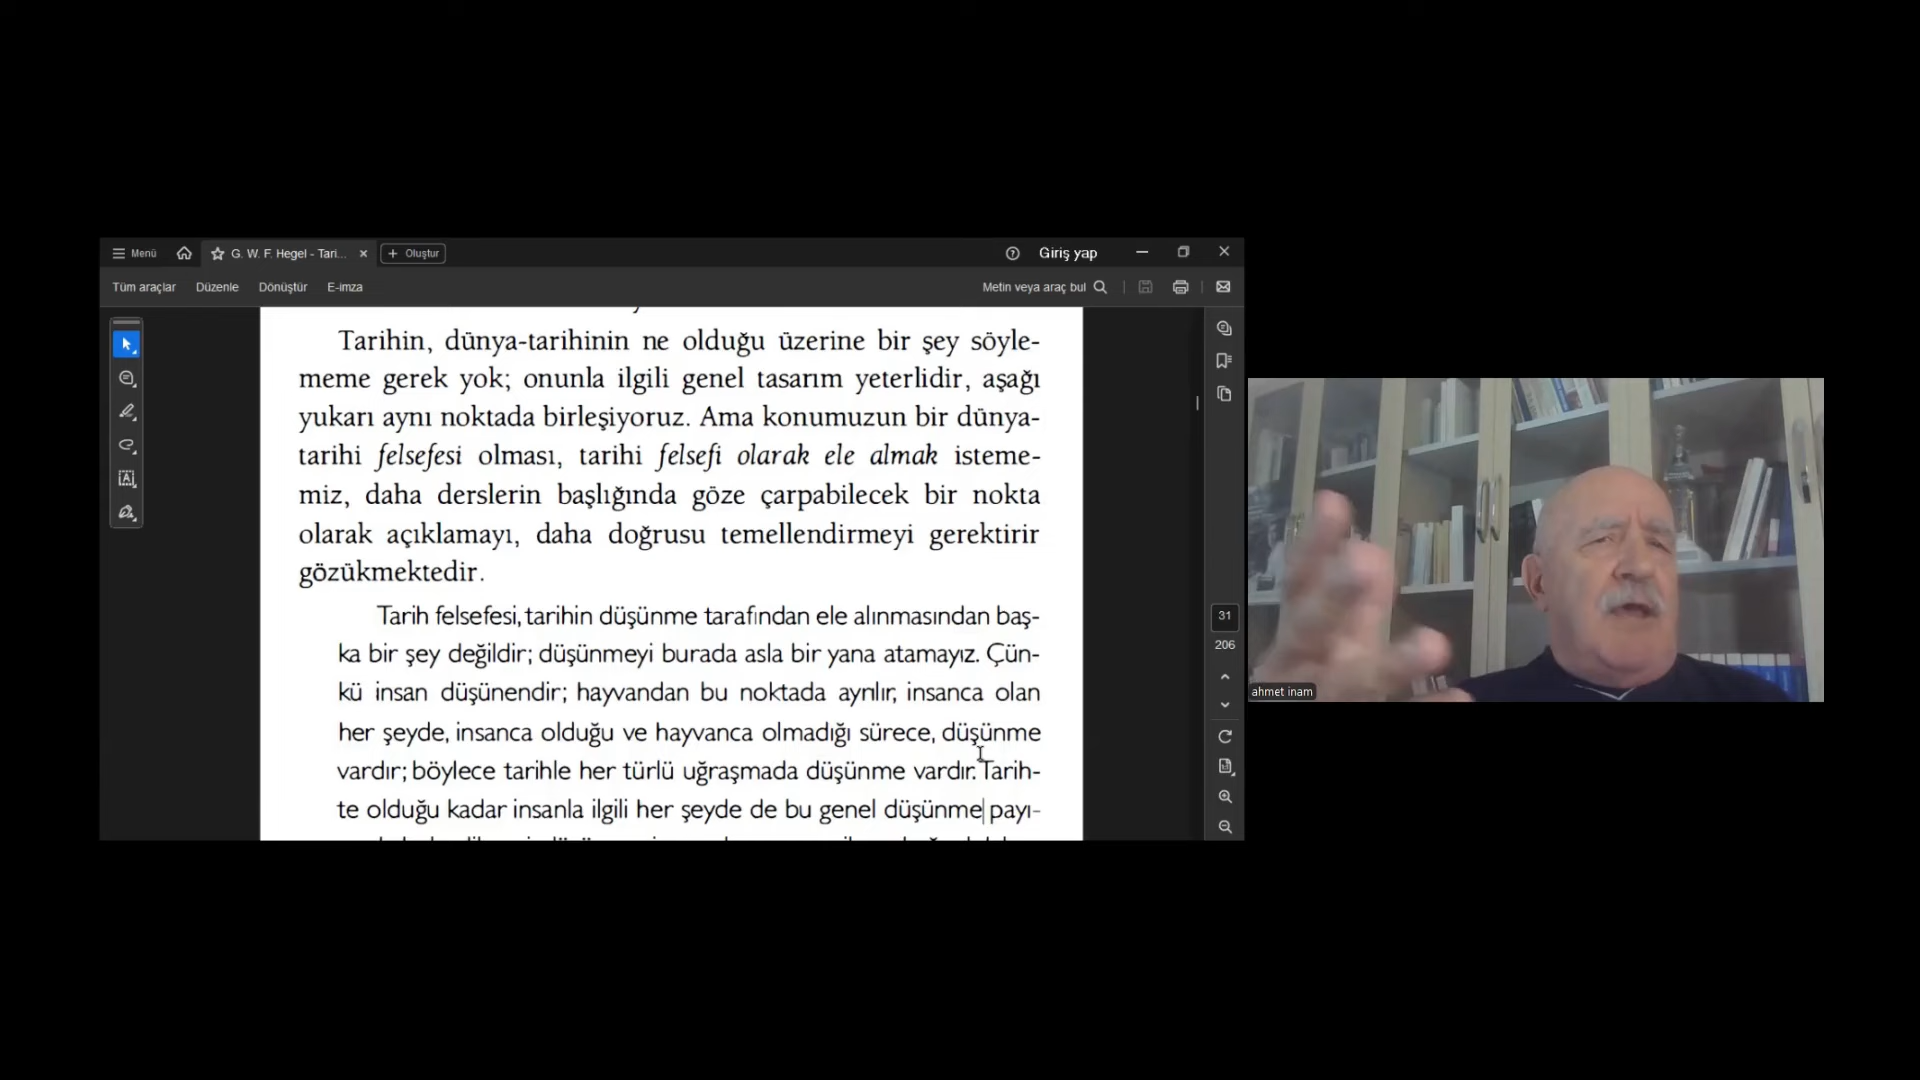 Menü
G. W. F. Hegel - Tari...
Oluştur
Giriş yap
Tüm araçlar
Düzenle
Dönüştür
E-imza
Metin veya araç bul
Tarihin, dünya-tarihinin ne olduğu üzerine bir şey söyle-
meme gerek yok; onunla ilgili genel tasarım yeterlidir, aşağı
yukarı aynı noktada birleşiyoruz. Ama konumuzun bir dünya-
tarihi felsefesi olması, tarihi felsefi olarak ele almak isteme-
miz, daha derslerin başlığında göze çarpabilecek bir nokta
olarak açıklamayı, daha doğrusu temellendirmeyi gerektirir
gözükmektedir.
Tarih felsefesi, tarihin düşünme tarafından ele alınmasından baş-
ka bir şey değildir; düşünmeyi burada asla bir yana atamayız. Çün-
kü insan düşünendir; hayvandan bu noktada ayrılır, insanca olan
her şeyde, insanca olduğu ve hayvanca olmadığı sürece, düşünme
vardır; böylece tarihle her türlü uğraşmada düşünme vardır. Tarih-
te olduğu kadar insanla ilgili her şeyde de bu genel düşünme payı-
31
206
ahmet inam